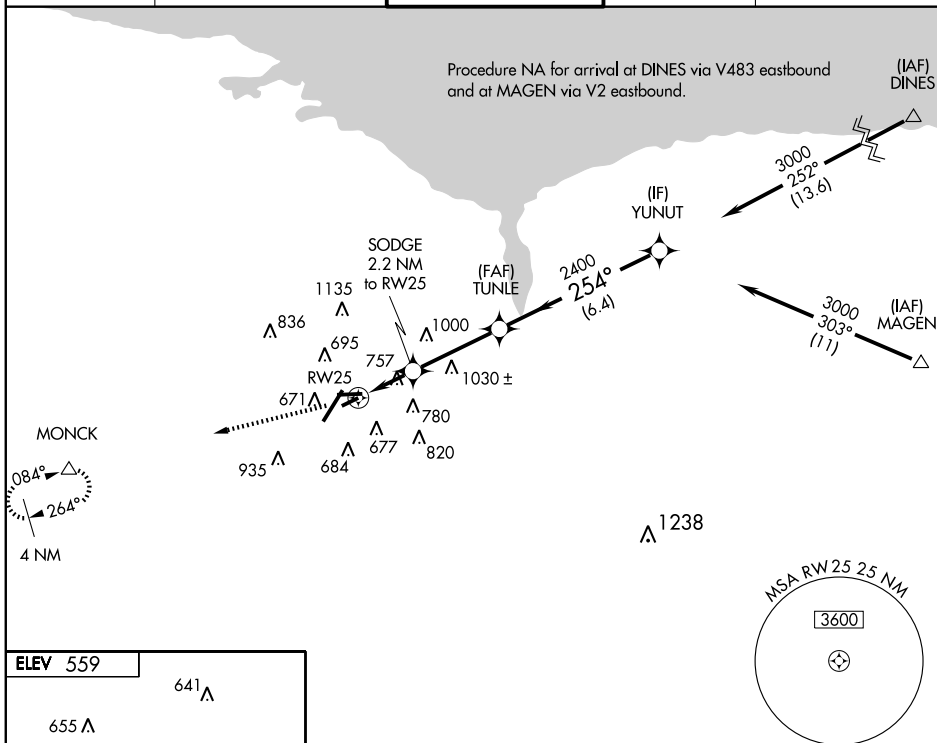 Procedure NA for arrival at DINES via V483 eastbound
and at MAGEN via V2 eastbound.
(IAF)
DINES
3000
252°
(13.6)
(IF)
YUNUT
2400
254°
(6.4)
(FAF)
TUNLE
SODGE
2.2 NM
to RW25
3000
303°
(11)
(IAF)
MAGEN
1135
836
695
1000
757
1030 ±
RW25
671
780
677
820
684
935
MONCK
084°
264°
4 NM
1238
MSA RW25 25 NM
3600
ELEV 559
641
655